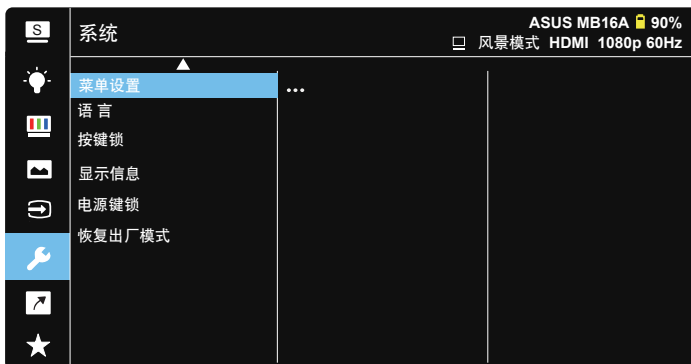 S
系统
ASUS MB16A 90%
风景模式 HDMI 1080p 60Hz
菜单设置
...
语 言
按键锁
显示信息
电源键锁
恢复出厂模式